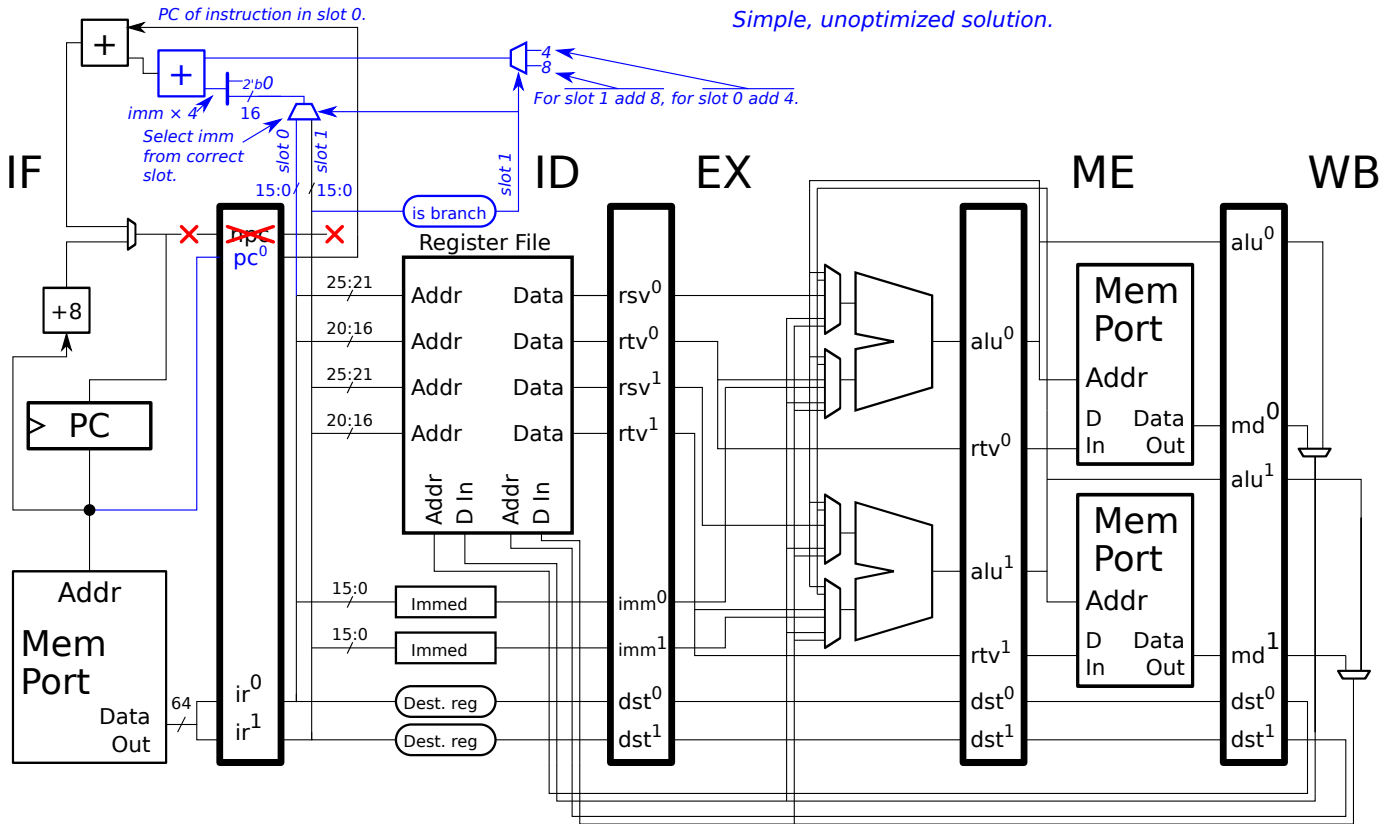 PC of instruction in slot 0.
Simple, unoptimized solution.
+
+
4
8
2'b0
16
imm × 4
For slot 1 add 8, for slot 0 add 4.
Select imm
from correct
slot.
slot 0
slot 1
slot 1
IF
ID
EX
ME
WB
15:0
15:0
is branch
npc
pc0
Register File
+8
PC
25:21
Addr
Data
20:16
Addr
Data
25:21
Addr
Data
20:16
Addr
Data
Addr
D In
Addr
D In
rsv0
rtv0
rsv1
rtv1
alu0
rtv0
alu1
rtv1
Mem
Port
Addr
D
In
Data
Out
Mem
Port
Addr
D
In
Data
Out
alu0
md0
alu1
md1
Addr
Mem
Port
Data
Out
64
ir0
ir1
15:0
Immed
imm0
15:0
Immed
imm1
Dest. reg
dst0
dst0
dst0
Dest. reg
dst1
dst1
dst1